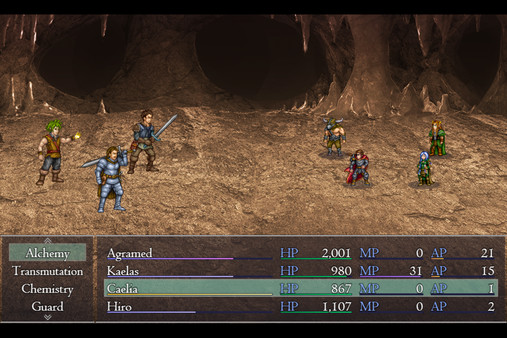 Alchemy
Transmutation
Chemistry
Guard
Agramed HP 2,001 MP 0 AP 21
Kaelas HP 980 MP 31 AP 15
Caelia HP 867 MP 0 AP 1
Hiro HP 1,107 MP 0 AP 2